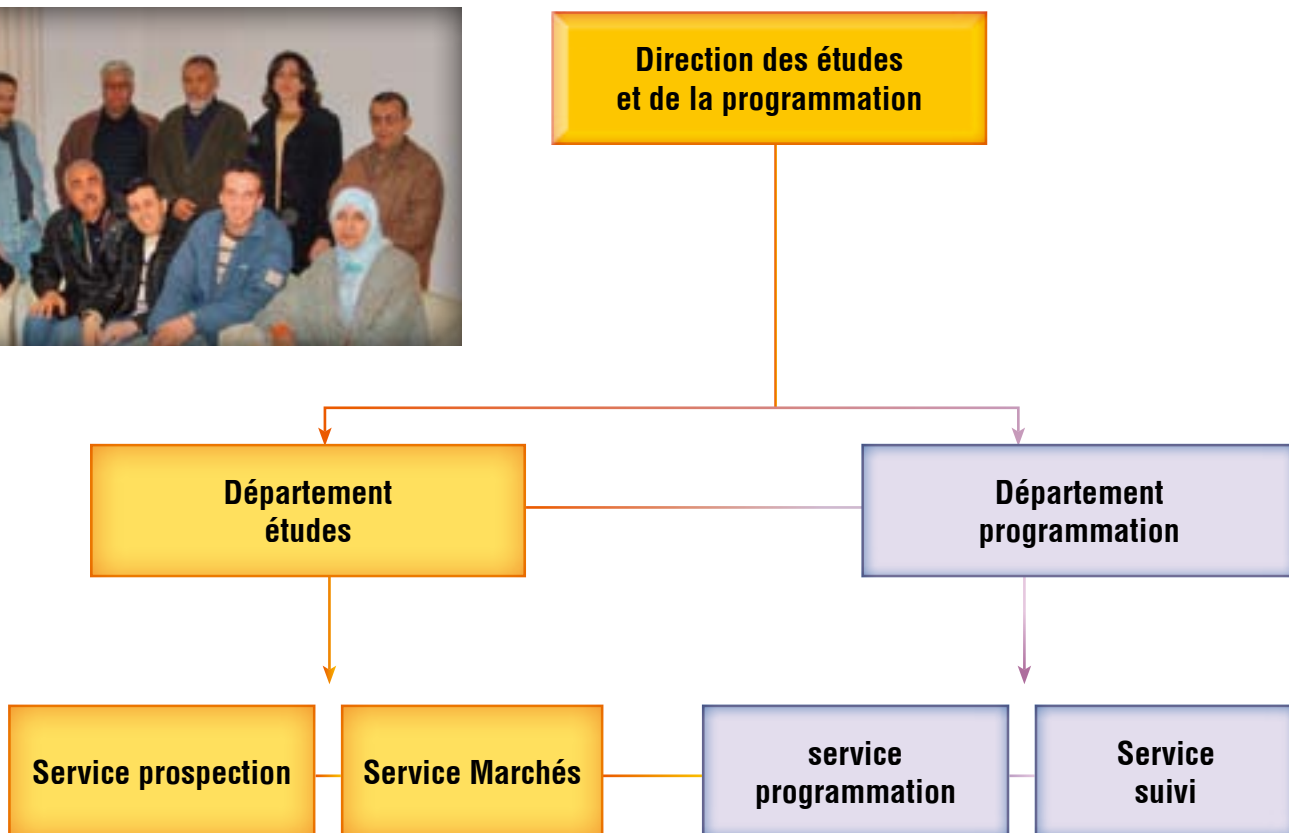 Direction des études
et de la programmation
Département
études
Département
programmation
Service prospection
Service Marchés
service
programmation
Service
suivi